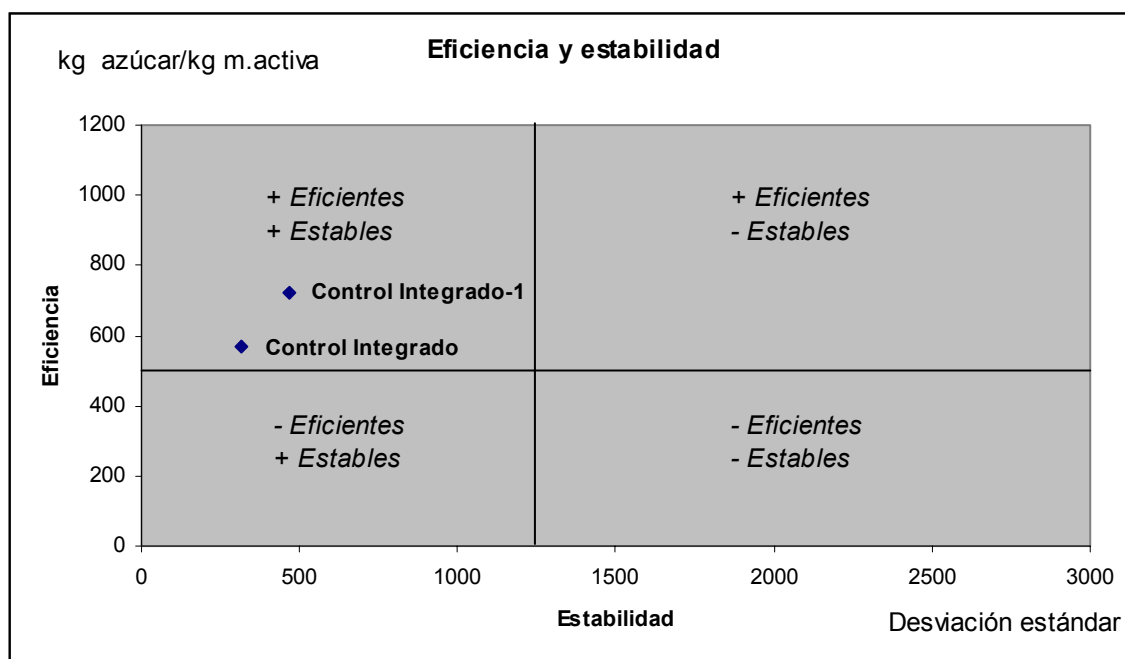 Eficiencia y estabilidad
kg azúcar/kg m.activa
1200
1000
800
600
400
200
0
Eficiencia
+ Eficientes
+ Estables
+ Eficientes
- Estables
Control Integrado-1
Control Integrado
- Eficientes
+ Estables
- Eficientes
- Estables
0 500 1000 1500 2000 2500 3000
Estabilidad
Desviación estándar